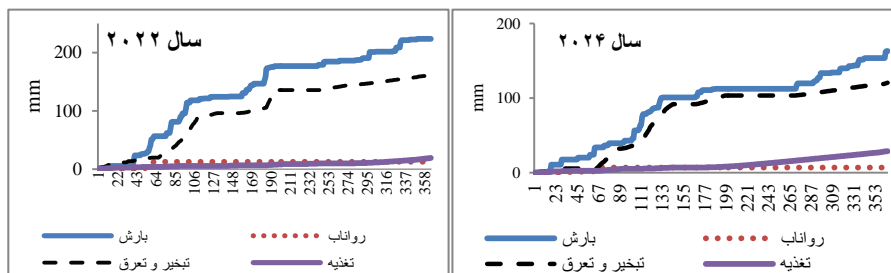 سال ۲۰۲۲
200
100
0
mm
1 22 43 64 85 106 127 148 169 190 211 232 253 274 295 316 337 358
بارش رواناب
تبخیر و تعرق تغذیه
سال ۲۰۲۴
200
100
0
mm
1 23 45 67 89 111 133 155 177 199 221 243 265 287 309 331 353
بارش رواناب
تبخیر و تعرق تغذیه